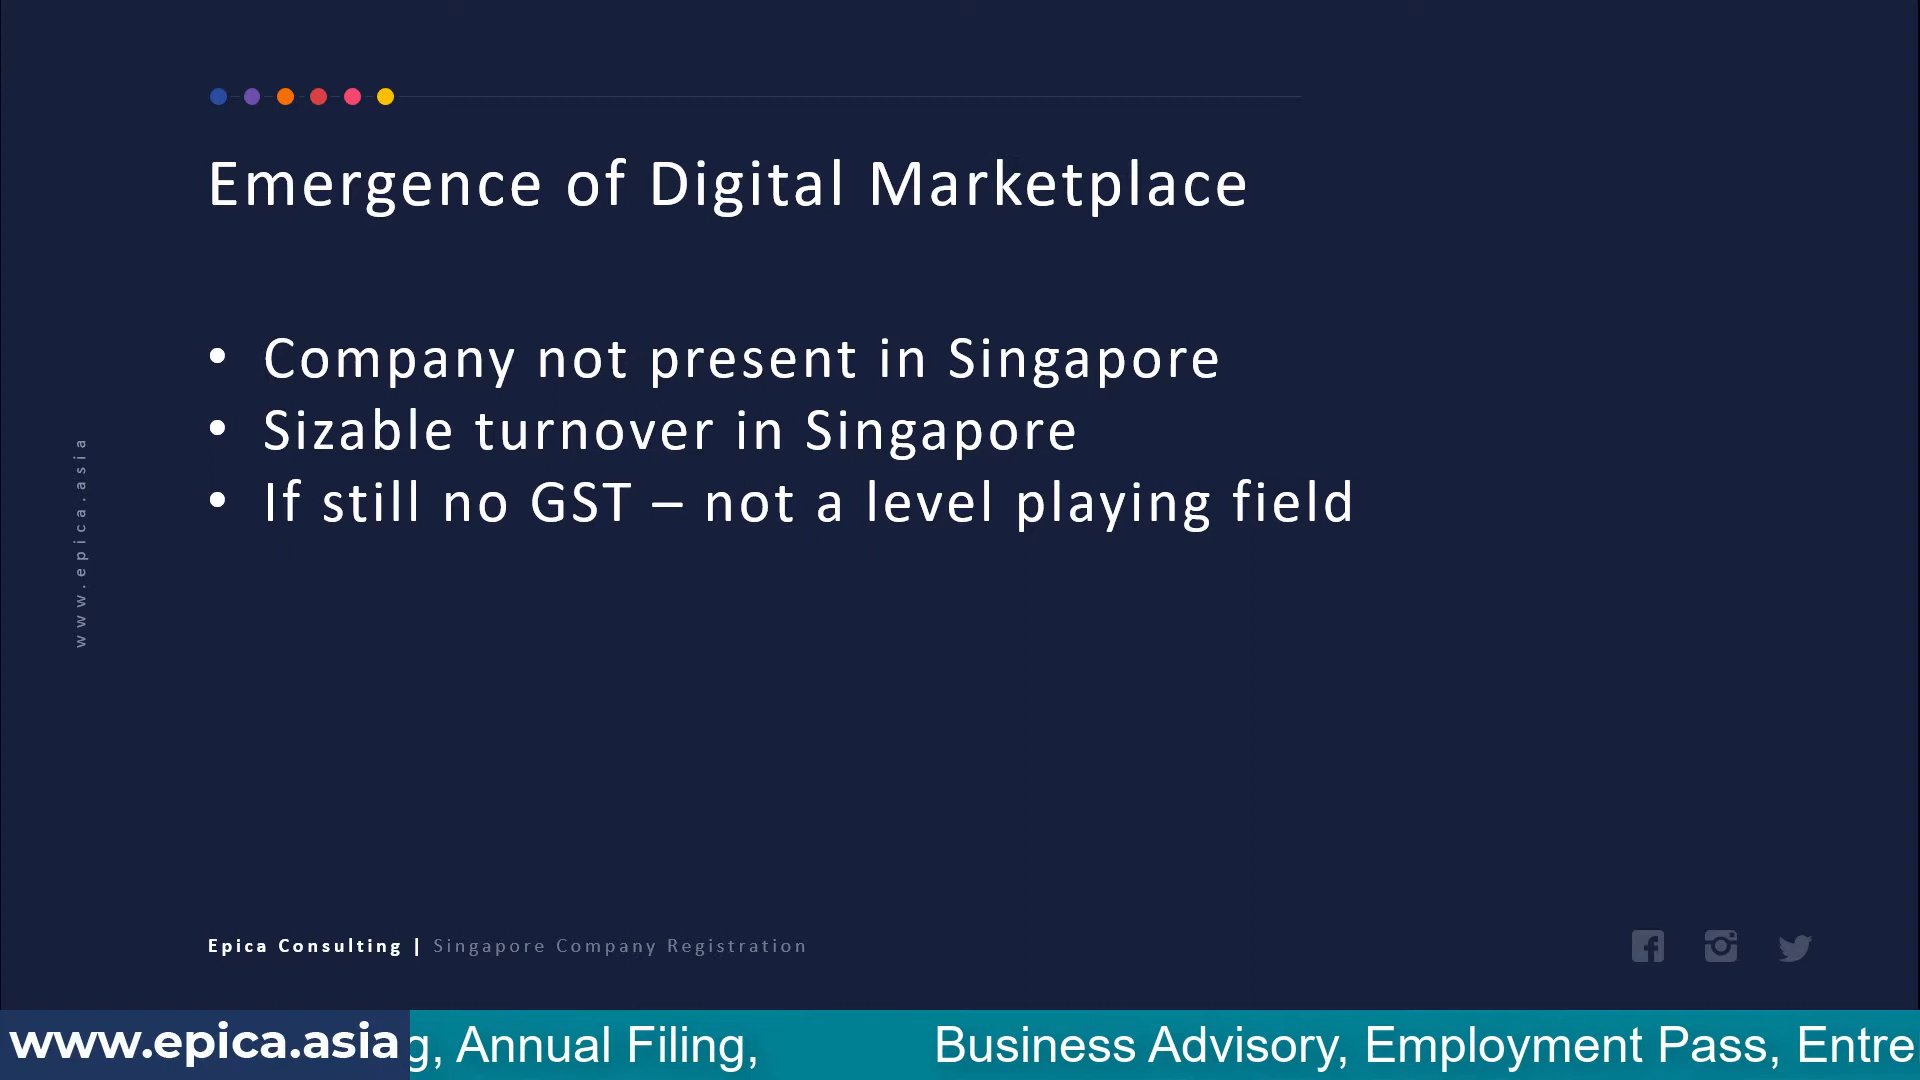 Emergence of Digital Marketplace
• Company not present in Singapore
• Sizable turnover in Singapore
• If still no GST – not a level playing field
www.epica.asia
Epica Consulting | Singapore Company Registration
www.epica.asia
g, Annual Filing, Business Advisory, Employment Pass, Entre